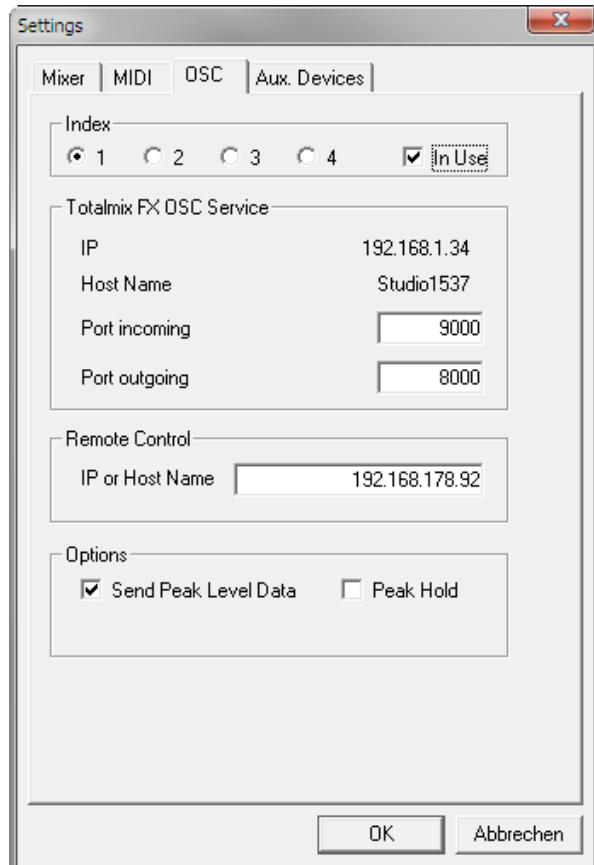 Settings
Mixer MIDI OSC Aux. Devices
Index
1 2 3 4 In Use
Totalmix FX OSC Service
IP 192.168.1.34
Host Name Studio1537
Port incoming 9000
Port outgoing 8000
Remote Control
IP or Host Name 192.168.178.92
Options
Send Peak Level Data Peak Hold
OK Abbrechen